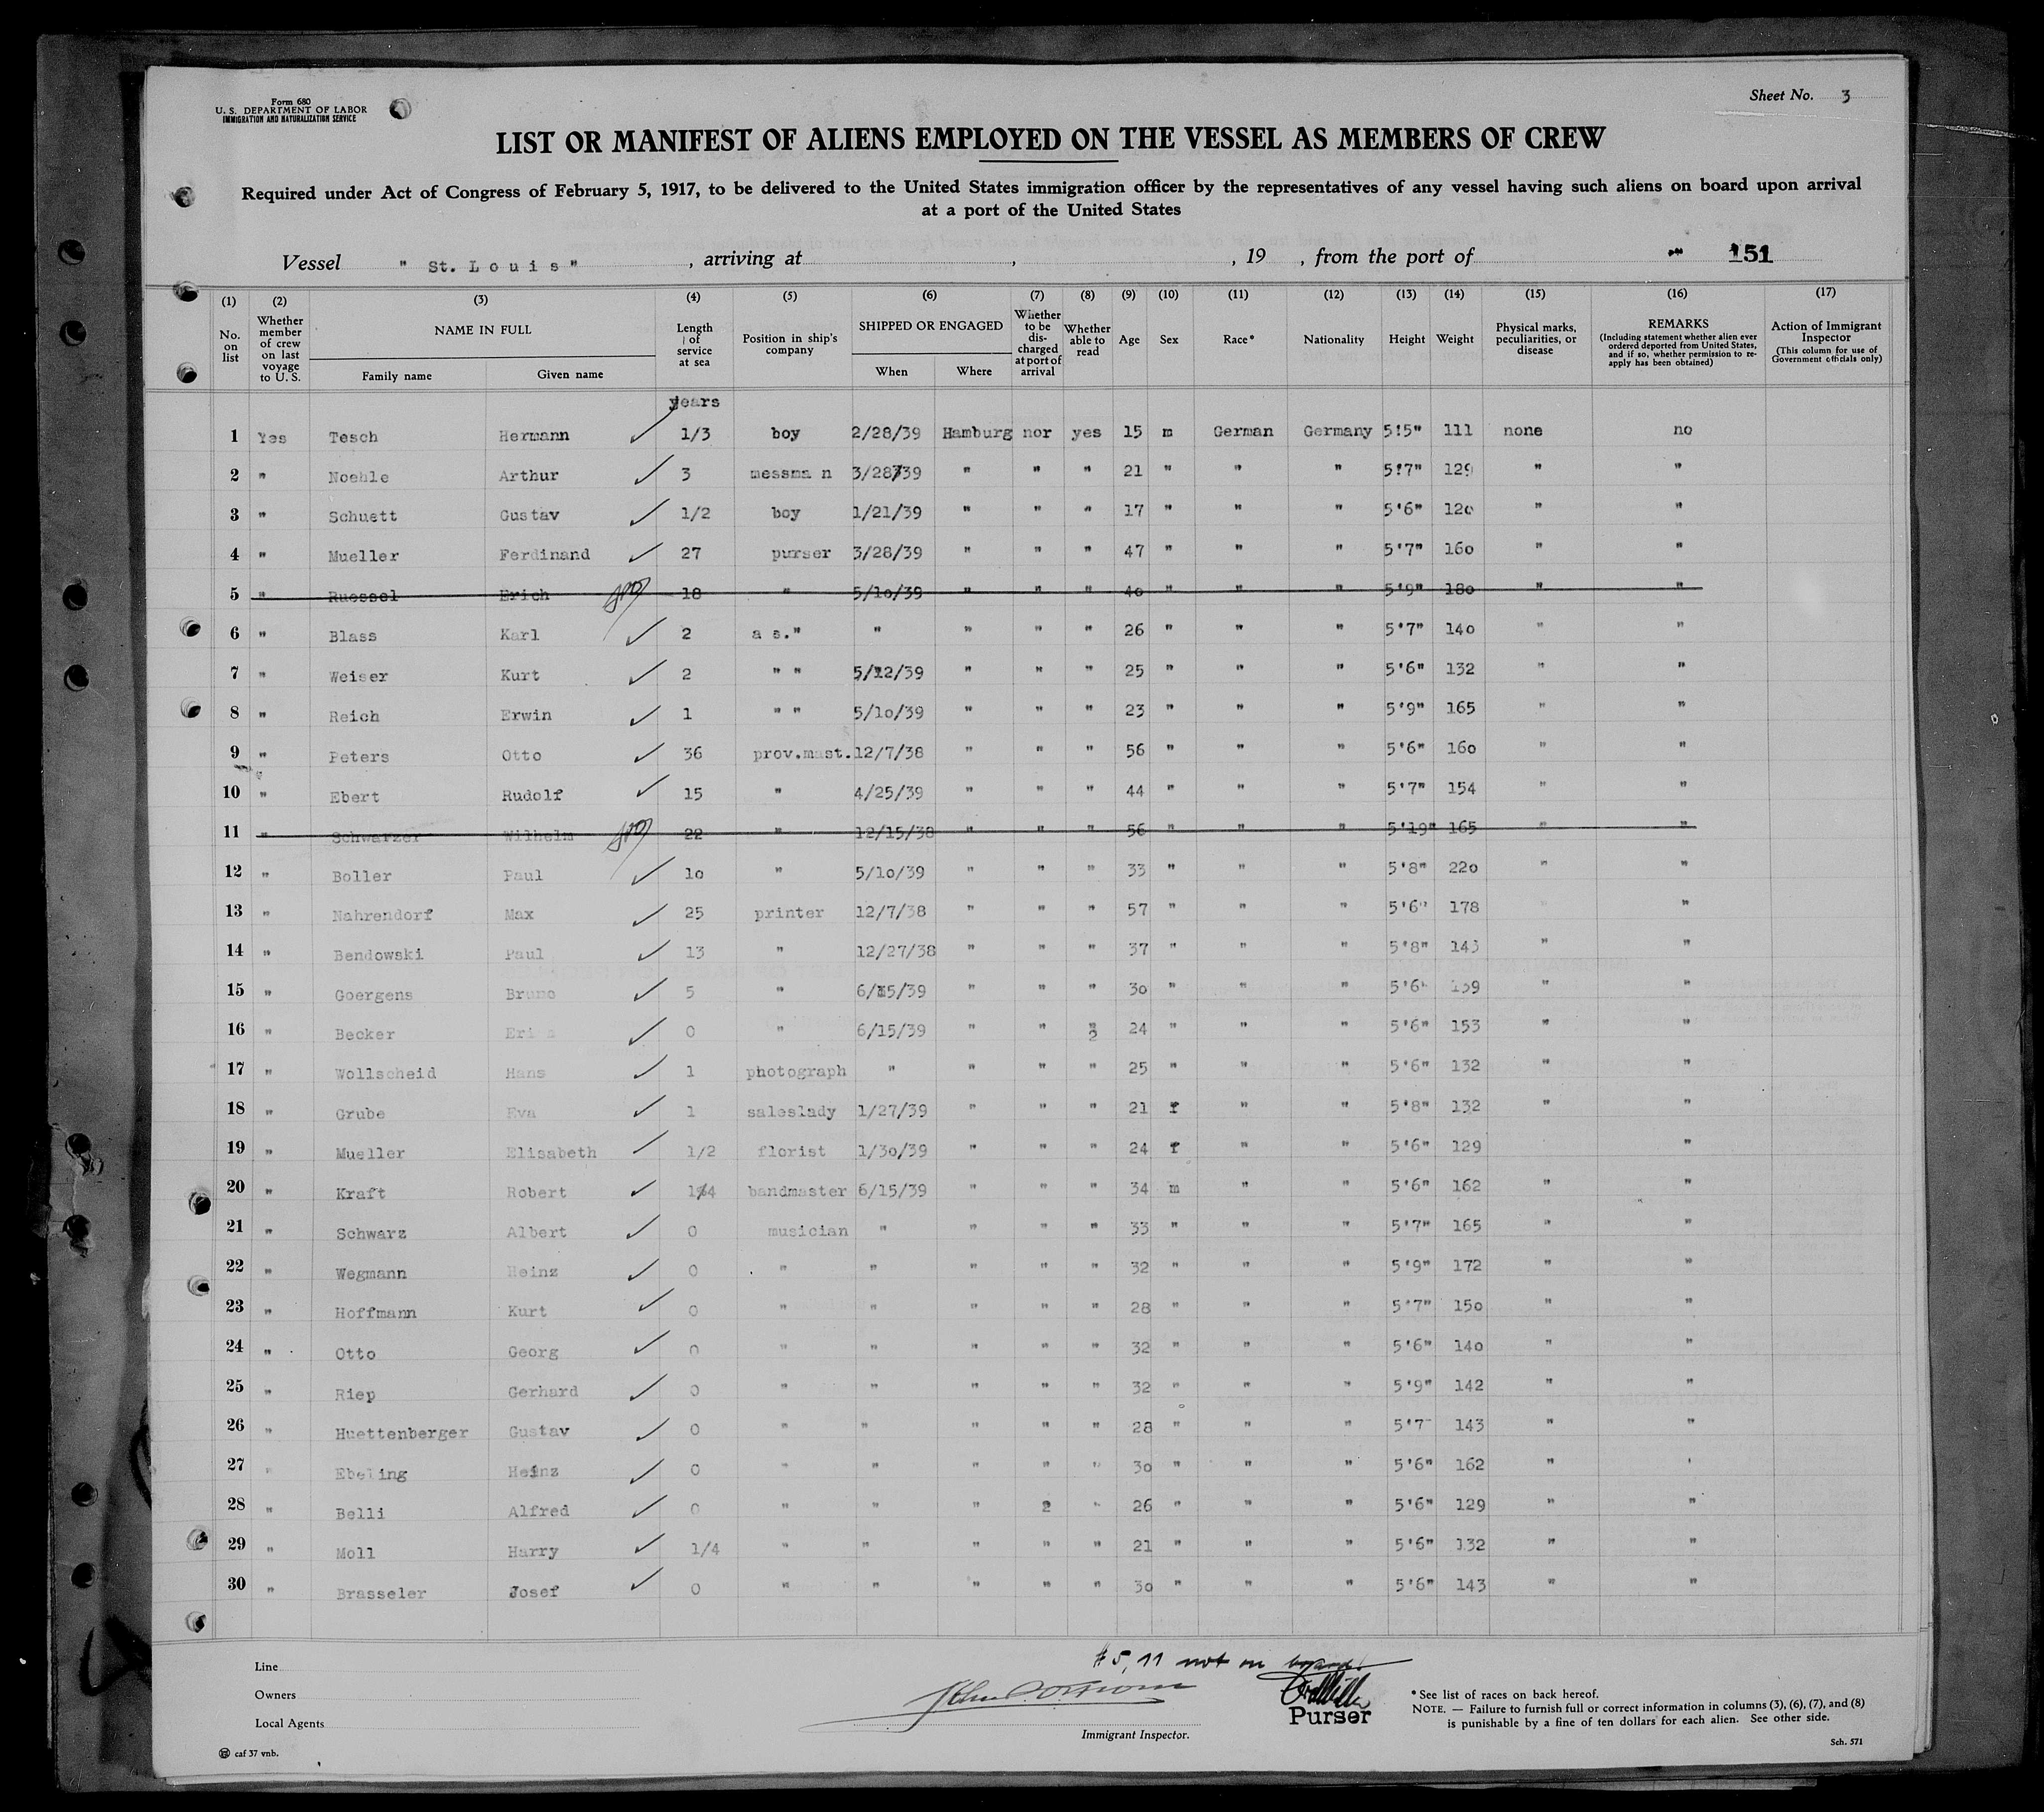 Form 680
U. S. DEPARTMENT OF LABOR
IMMIGRATION AND NATURALIZATION SERVICE
Sheet No. 3
LIST OR MANIFEST OF ALIENS EMPLOYED ON THE VESSEL AS MEMBERS OF CREW
Required under Act of Congress of February 5, 1917, to be delivered to the United States immigration officer by the representatives of any vessel having such aliens on board upon arrival
at a port of the United States
Vessel " St. Louis " , arriving at , , 19 , from the port of 151
(1) (2) (3) (4) (5) (6) (7) (8) (9) (10) (11) (12) (13) (14) (15) (16) (17)
No. on list
Whether member of crew on last voyage to U. S.
NAME IN FULL
Family name Given name
Length of service at sea
Position in ship's company
SHIPPED OR ENGAGED
When Where
Whether to be discharged at port of arrival
Whether able to read
Age
Sex
Race*
Nationality
Height
Weight
Physical marks, peculiarities, or disease
REMARKS
(Including statement whether alien ever ordered deported from United States, and if so, whether permission to reapply has been obtained)
Action of Immigrant Inspector
(This column for use of Government officials only)
years
1 Yes Tesch Hermann 1/3 boy 2/28/39 Hamburg nor yes 15 m German Germany 5'5" 111 none no
2 " Noehle Arthur 3 messma n 3/28/39 " " " 21 " " " 5'7" 129 " "
3 " Schuett Gustav 1/2 boy 1/21/39 " " " 17 " " " 5'6" 120 " "
4 " Mueller Ferdinand 27 purser 3/28/39 " " " 47 " " " 5'7" 160 " "
5 " Ruessel Erich 18 " 5/10/39 " " " 40 " " " 5'9" 180 " "
6 " Blass Karl 2 a s." " " " " 26 " " " 5'7" 140 " "
7 " Weiser Kurt 2 " " 5/12/39 " " " 25 " " " 5'6" 132 " "
8 " Reich Erwin 1 " " 5/10/39 " " " 23 " " " 5'9" 165 " "
9 " Peters Otto 36 prov.mast. 12/7/38 " " " 56 " " " 5'6" 160 " "
10 " Ebert Rudolf 15 " 4/25/39 " " " 44 " " " 5'7" 154 " "
11 " Schwarzer Wilhelm 22 " 12/15/38 " " " 56 " " " 5'19" 165 " "
12 " Boller Paul 10 " 5/10/39 " " " 33 " " " 5'8" 220 " "
13 " Nahrendorf Max 25 printer 12/7/38 " " " 57 " " " 5'6" 178 " "
14 " Bendowski Paul 13 " 12/27/38 " " " 37 " " " 5'8" 143 " "
15 " Goergens Bruno 5 " 6/15/39 " " " 30 " " " 5'6" 159 " "
16 " Becker 0 " 6/15/39 " " " 24 " " " 5'6" 153 " "
17 " Wollscheid Hans 1 photograph " " " " 25 " " " 5'6" 132 " "
18 " Grube Eva 1 saleslady 1/27/39 " " " 21 f " " 5'8" 132 " "
19 " Mueller Elisabeth 1/2 florist 1/30/39 " " " 24 f " " 5'6" 129 "
20 " Kraft Robert 1/4 bandmaster 6/15/39 " " " 34 m " " 5'6" 162 " "
21 " Schwarz Albert 0 musician " " " " 33 " " " 5'7" 165 " "
22 " Wegmann Heinz 0 " " " " " 32 " " " 5'9" 172 " "
23 " Hoffmann Kurt 0 " " " " " 28 " " " 5'7" 150 " "
24 " Otto Georg 0 " " " " " 32 " " " 5'6" 140 " "
25 " Riep Gerhard 0 " " " " " 32 " " " 5'9" 142 " "
26 " Huettenberger Gustav 0 " " " " " 28 " " " 5'7" 143 " "
27 " Ebeling Heinz 0 " " " " " 30 " " " 5'6" 162 " "
28 " Belli Alfred 0 " " " 2 " 26 " " " 5'6" 129 " "
29 " Moll Harry 1/4 " " " " " 21 " " " 5'6" 132 " "
30 " Brasseler Josef 0 " " " " " 30 " " " 5'6" 143 " "
# 5, 11 not on board
Line
Owners
Local Agents
Immigrant Inspector.
Purser
* See list of races on back hereof.
NOTE. — Failure to furnish full or correct information in columns (3), (6), (7), and (8)
is punishable by a fine of ten dollars for each alien. See other side.
caf 37 vnb.
Sch. 571